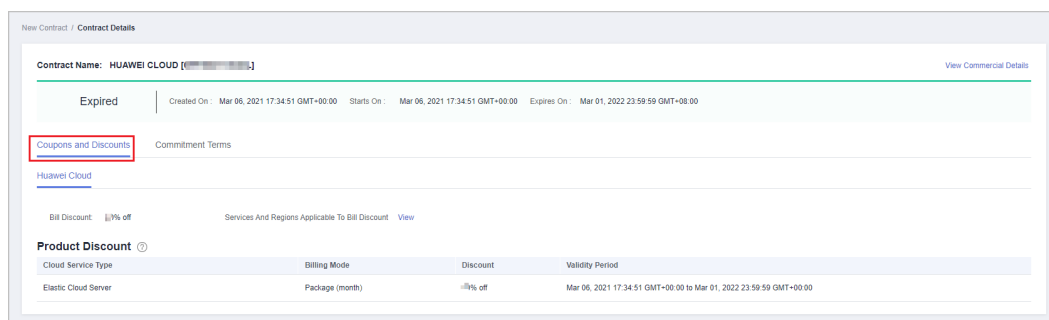 New Contract / Contract Details
Contract Name: HUAWEI CLOUD [ .]
View Commercial Details
Expired
Created On : Mar 06, 2021 17:34:51 GMT+00:00 Starts On : Mar 06, 2021 17:34:51 GMT+00:00 Expires On : Mar 01, 2022 23:59:59 GMT+08:00
Coupons and Discounts Commitment Terms
Huawei Cloud
Bill Discount: % off Services And Regions Applicable To Bill Discount View
Product Discount ?
Cloud Service Type Billing Mode Discount Validity Period
Elastic Cloud Server Package (month) % off Mar 06, 2021 17:34:51 GMT+00:00 to Mar 01, 2022 23:59:59 GMT+00:00